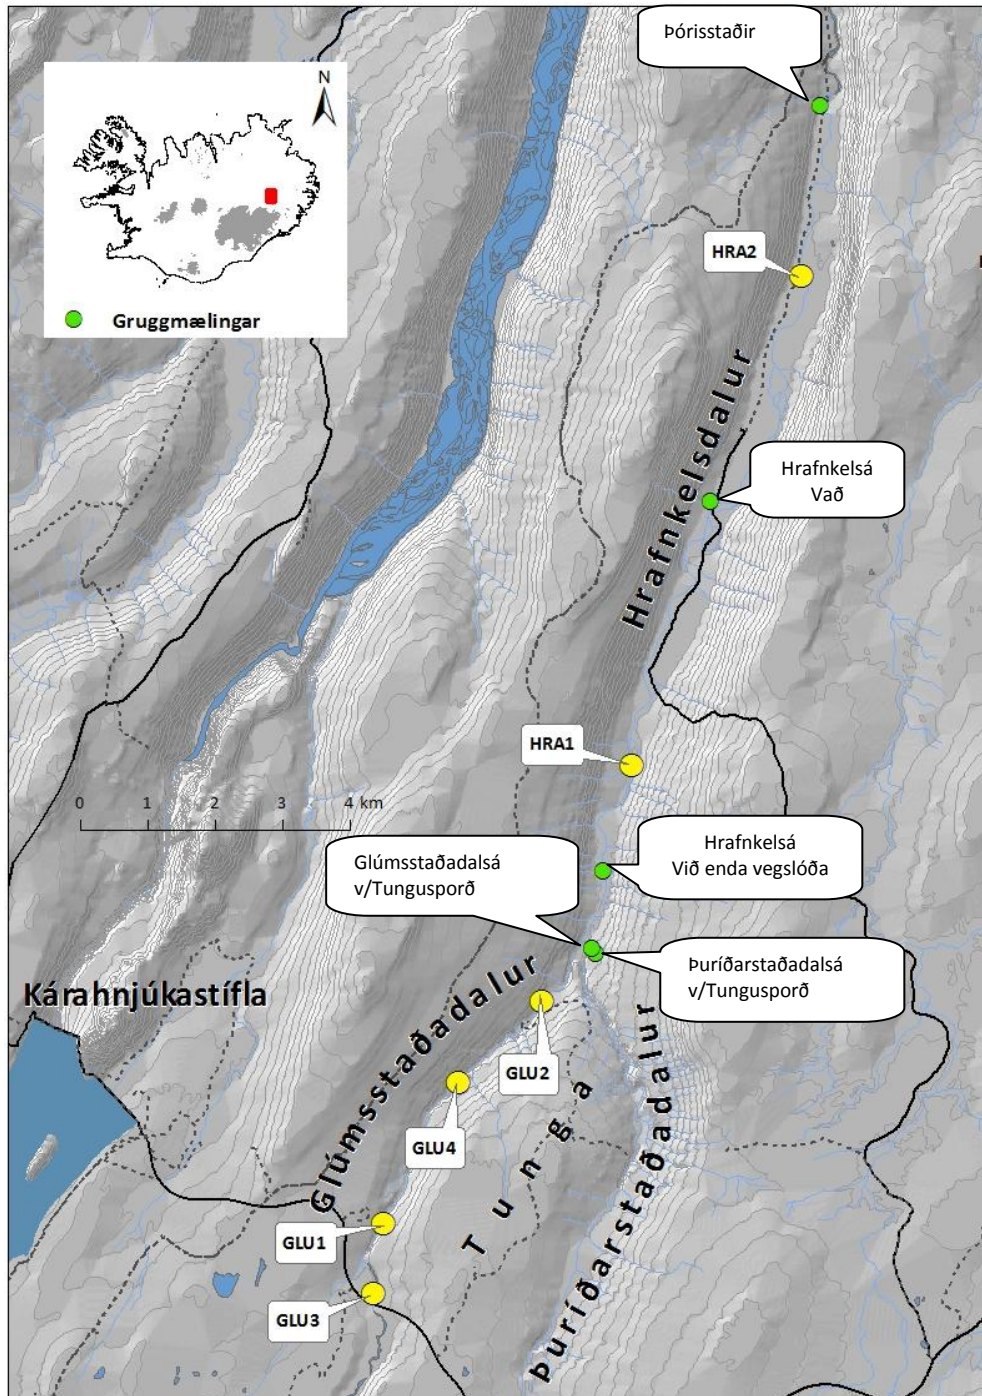 Þórisstaðir
N
Gruggmælingar
HRA2
Hrafnkelsdalur
Hrafnkelsá
Vað
HRA1
0 1 2 3 4 km
Hrafnkelsá
Við enda vegslóða
Glúmsstaðadalsá
v/Tungusporð
Þuríðarstaðadalsá
v/Tungusporð
Kárahnjúkastífla
Glúmsstaðadalur
GLU2
GLU4
Tunga
Þuríðarstaðadalur
GLU1
GLU3